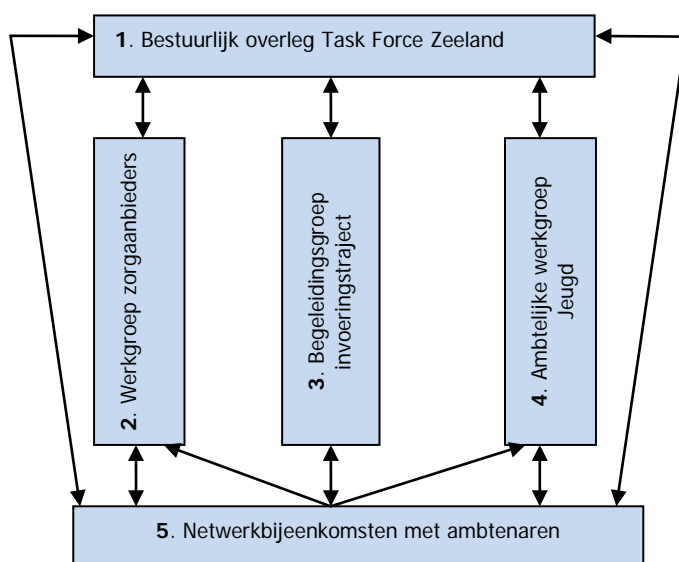 1. Bestuurlijk overleg Task Force Zeeland
2. Werkgroep zorgaanbieders
3. Begeleidingsgroep
invoeringstraject
4. Ambtelijke werkgroep
Jeugd
5. Netwerkbijeenkomsten met ambtenaren